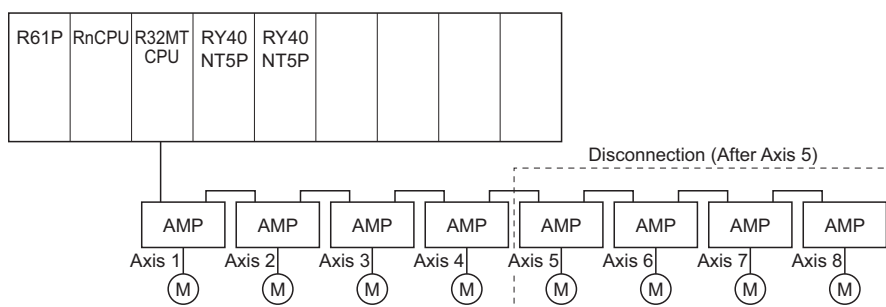 R61P RnCPU R32MT RY40 RY40
CPU NT5P NT5P
Disconnection (After Axis 5)
AMP AMP AMP AMP AMP AMP AMP AMP
Axis 1 Axis 2 Axis 3 Axis 4 Axis 5 Axis 6 Axis 7 Axis 8
M M M M M M M M